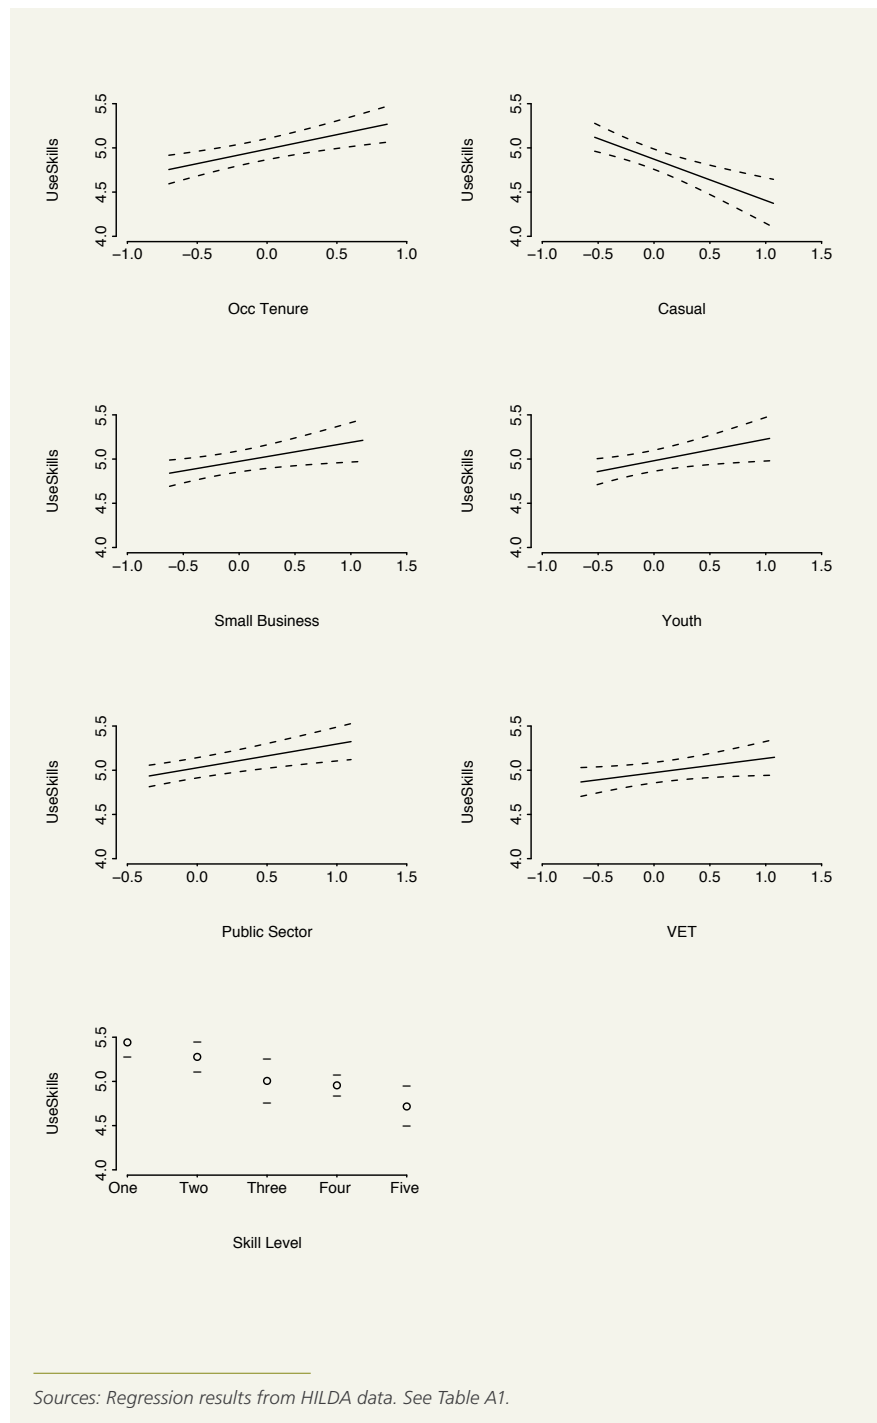 UseSkills
5.5
5.0
4.5
4.0
−1.0 −0.5 0.0 0.5 1.0
Occ Tenure
UseSkills
5.5
5.0
4.5
4.0
−1.0 −0.5 0.0 0.5 1.0 1.5
Casual
UseSkills
5.5
5.0
4.5
4.0
−1.0 −0.5 0.0 0.5 1.0 1.5
Small Business
UseSkills
5.5
5.0
4.5
4.0
−1.0 −0.5 0.0 0.5 1.0 1.5
Youth
UseSkills
5.5
5.0
4.5
4.0
−0.5 0.0 0.5 1.0 1.5
Public Sector
UseSkills
5.5
5.0
4.5
4.0
−1.0 −0.5 0.0 0.5 1.0 1.5
VET
UseSkills
5.5
5.0
4.5
4.0
One Two Three Four Five
Skill Level
Sources: Regression results from HILDA data. See Table A1.